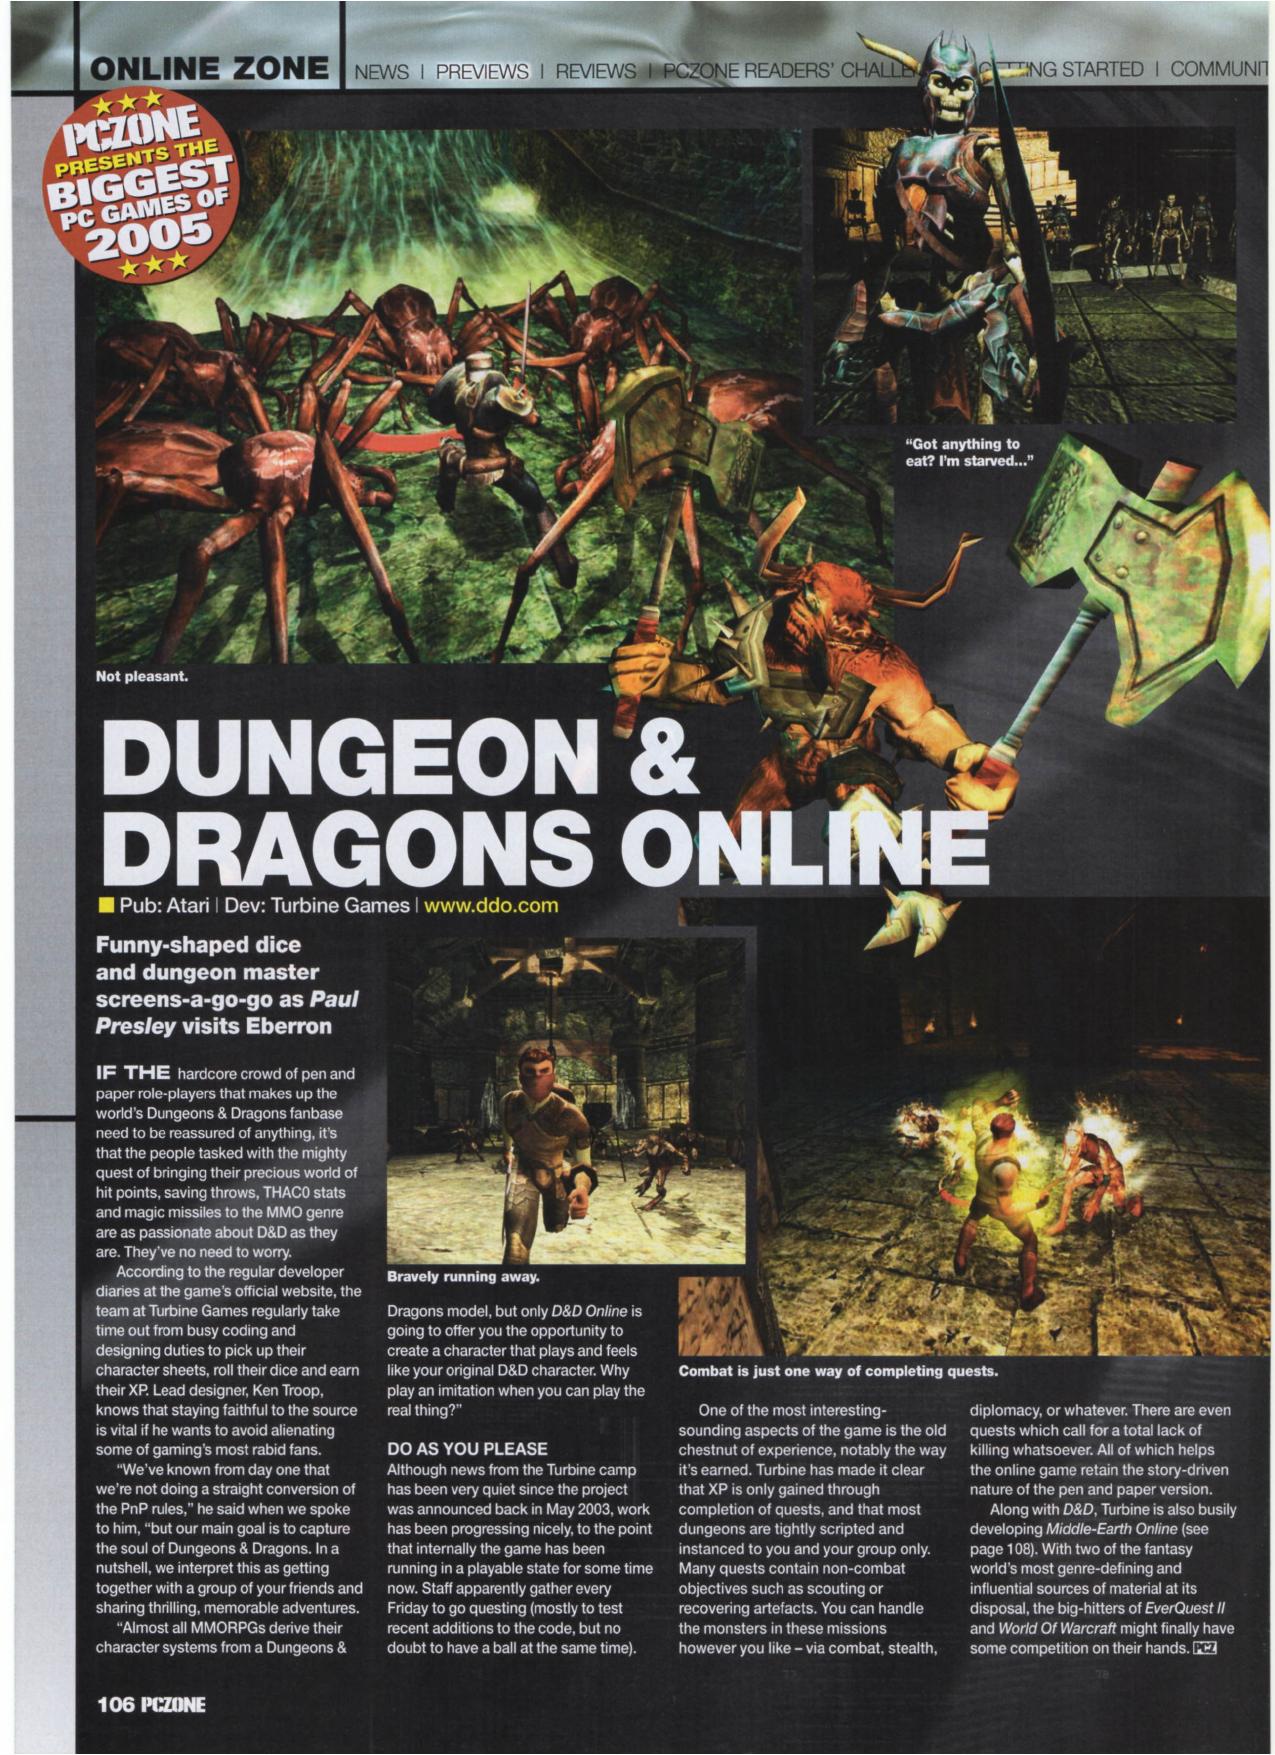 ONLINE ZONE
NEWS | PREVIEWS | REVIEWS | PCZONE READERS' CHALLE
GETTING STARTED | COMMUNIT
PCZONE
PRESENTS THE
BIGGEST
PC GAMES OF
2005
"Got anything to
eat? I'm starved..."
Not pleasant.
DUNGEON &
DRAGONS ONLINE
Pub: Atari | Dev: Turbine Games | www.ddo.com
Funny-shaped dice
and dungeon master
screens-a-go-go as Paul
Presley visits Eberron
IF THE hardcore crowd of pen and
paper role-players that makes up the
world's Dungeons & Dragons fanbase
need to be reassured of anything, it's
that the people tasked with the mighty
quest of bringing their precious world of
hit points, saving throws, THAC0 stats
and magic missiles to the MMO genre
are as passionate about D&D as they
are. They've no need to worry.
According to the regular developer
diaries at the game's official website, the
team at Turbine Games regularly take
time out from busy coding and
designing duties to pick up their
character sheets, roll their dice and earn
their XP. Lead designer, Ken Troop,
knows that staying faithful to the source
is vital if he wants to avoid alienating
some of gaming's most rabid fans.
"We've known from day one that
we're not doing a straight conversion of
the PnP rules," he said when we spoke
to him, "but our main goal is to capture
the soul of Dungeons & Dragons. In a
nutshell, we interpret this as getting
together with a group of your friends and
sharing thrilling, memorable adventures.
"Almost all MMORPGs derive their
character systems from a Dungeons &
Bravely running away.
Dragons model, but only D&D Online is
going to offer you the opportunity to
create a character that plays and feels
like your original D&D character. Why
play an imitation when you can play the
real thing?"
DO AS YOU PLEASE
Although news from the Turbine camp
has been very quiet since the project
was announced back in May 2003, work
has been progressing nicely, to the point
that internally the game has been
running in a playable state for some time
now. Staff apparently gather every
Friday to go questing (mostly to test
recent additions to the code, but no
doubt to have a ball at the same time).
Combat is just one way of completing quests.
One of the most interesting-
sounding aspects of the game is the old
chestnut of experience, notably the way
it's earned. Turbine has made it clear
that XP is only gained through
completion of quests, and that most
dungeons are tightly scripted and
instanced to you and your group only.
Many quests contain non-combat
objectives such as scouting or
recovering artefacts. You can handle
the monsters in these missions
however you like – via combat, stealth,
diplomacy, or whatever. There are even
quests which call for a total lack of
killing whatsoever. All of which helps
the online game retain the story-driven
nature of the pen and paper version.
Along with D&D, Turbine is also busily
developing Middle-Earth Online (see
page 108). With two of the fantasy
world's most genre-defining and
influential sources of material at its
disposal, the big-hitters of EverQuest II
and World Of Warcraft might finally have
some competition on their hands. PCZ
106 PCZONE